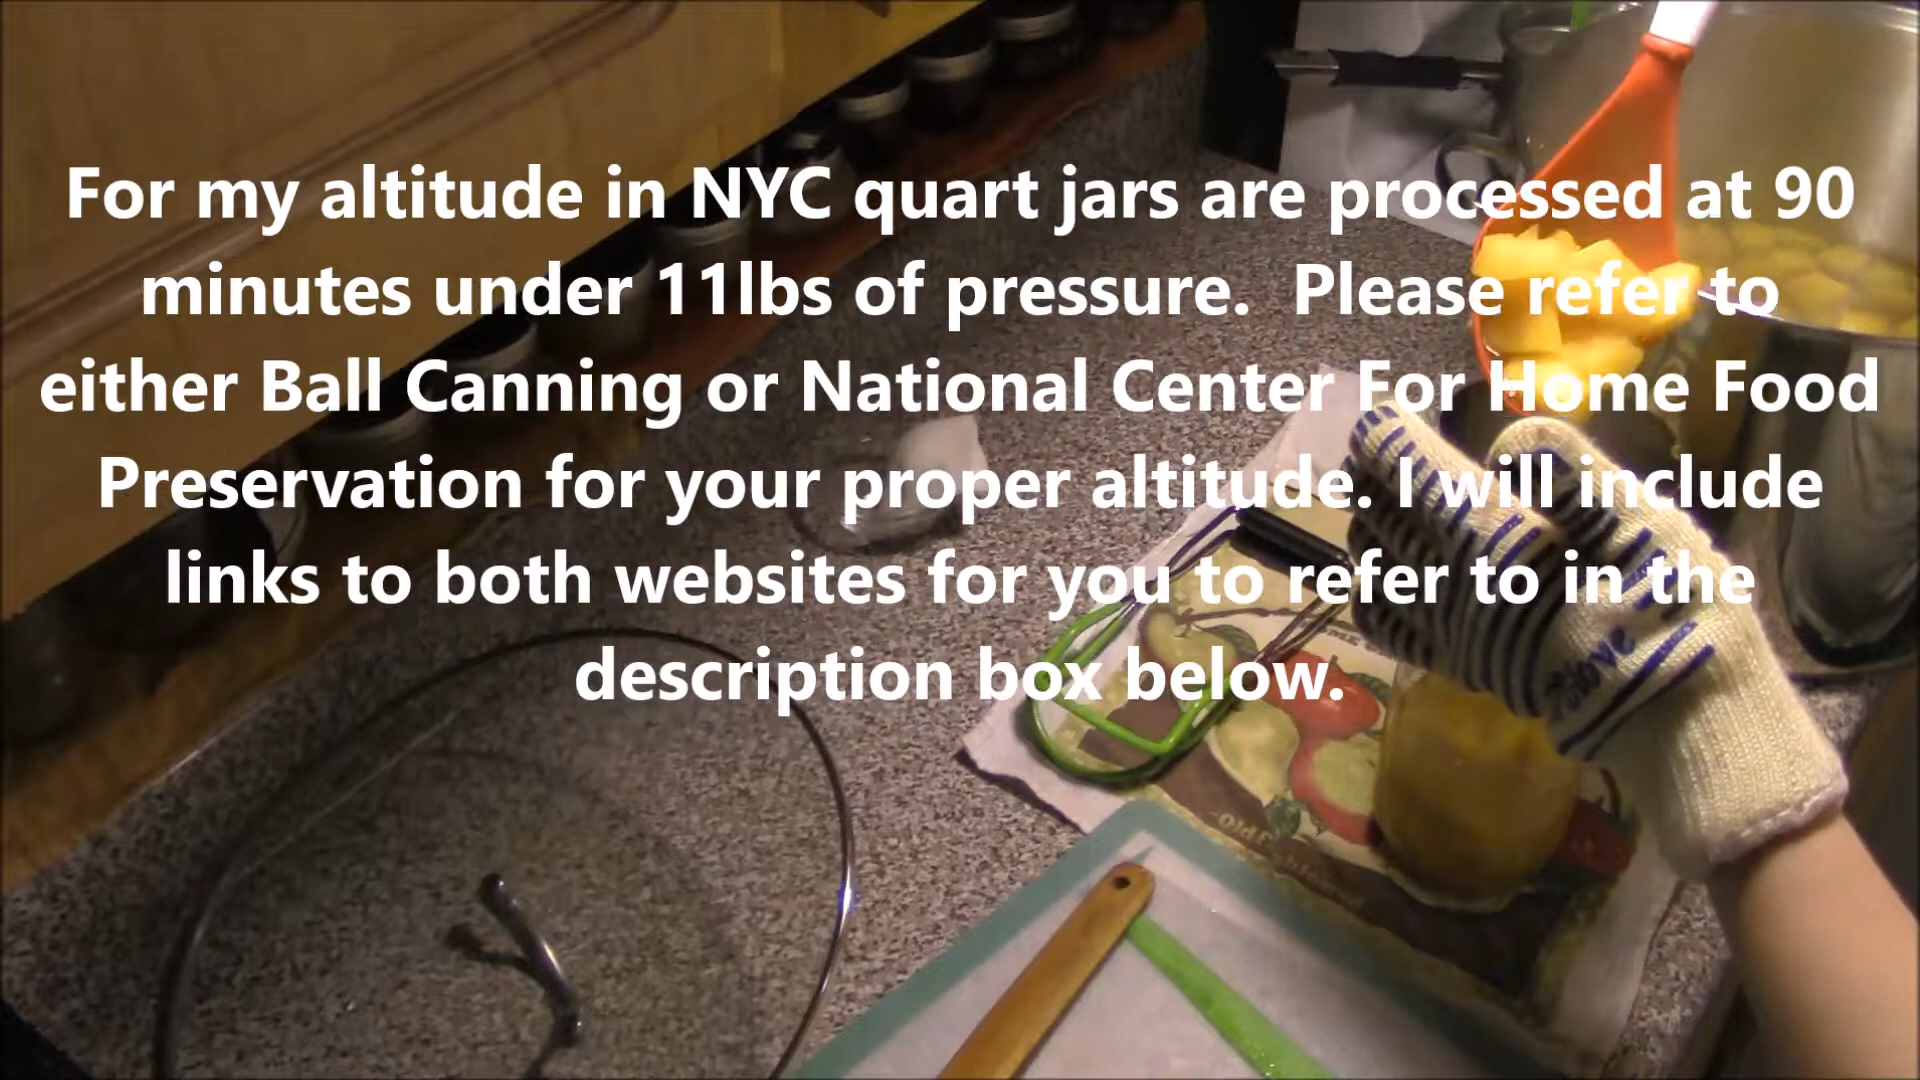 For my altitude in NYC quart jars are processed at 90
minutes under 11lbs of pressure.  Please refer to
either Ball Canning or National Center For Home Food
Preservation for your proper altitude. I will include
links to both websites for you to refer to in the
description box below.